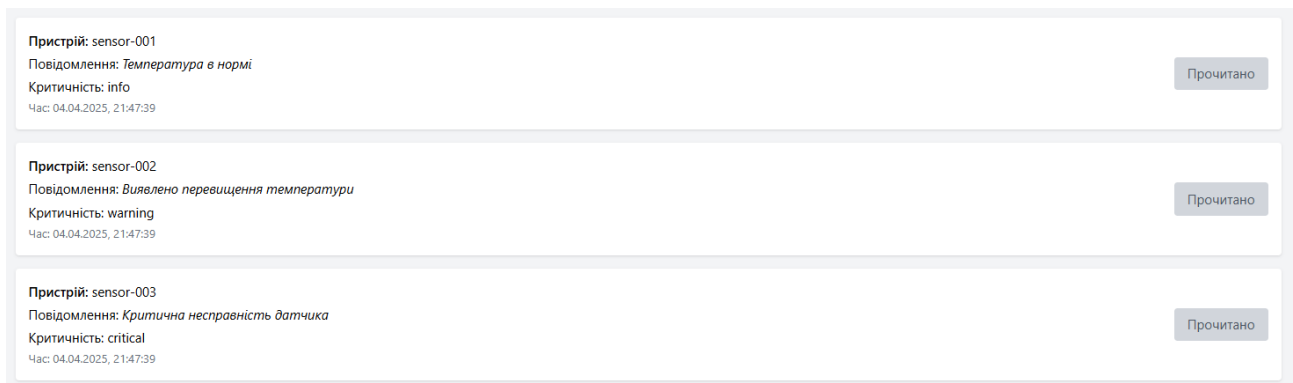 Пристрій: sensor-001
Повідомлення: Температура в нормі
Критичність: info
Час: 04.04.2025, 21:47:39
Прочитано
Пристрій: sensor-002
Повідомлення: Виявлено перевищення температури
Критичність: warning
Час: 04.04.2025, 21:47:39
Прочитано
Пристрій: sensor-003
Повідомлення: Критична несправність датчика
Критичність: critical
Час: 04.04.2025, 21:47:39
Прочитано